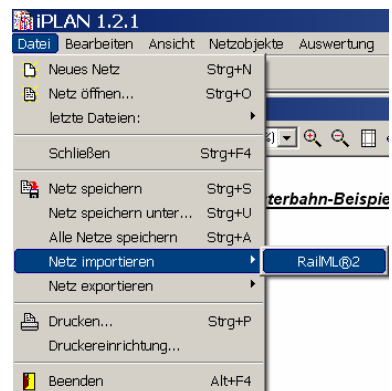 iPLAN 1.2.1
Datei Bearbeiten Ansicht Netzobjekte Auswertung
Neues Netz Strg+N
Netz öffnen... Strg+O
letzte Dateien:
Schließen Strg+F4
Netz speichern Strg+S
Netz speichern unter... Strg+U
terbahn-Beispie
Alle Netze speichern Strg+A
Netz importieren RailML®2
Netz exportieren
Drucken... Strg+P
Druckereinrichtung...
Beenden Alt+F4